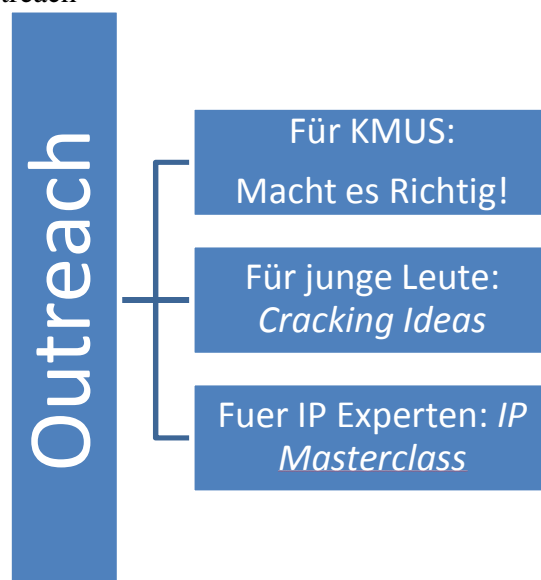 Outreach
Für KMUS:
Macht es Richtig!
Für junge Leute:
Cracking Ideas
Fuer IP Experten: IP
Masterclass